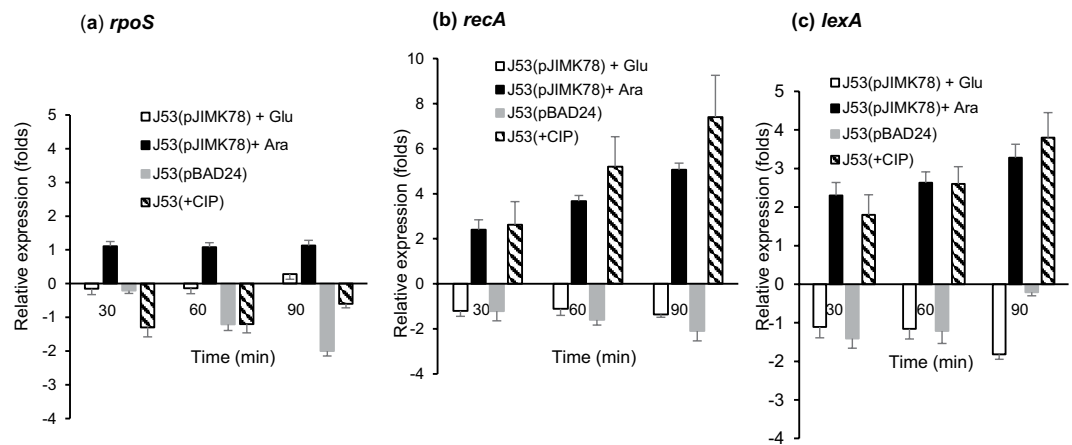 (a) rpoS
Relative expression (folds)
5
4
3
2
1
0
-1
-2
-3
-4
J53(pJIMK78) + Glu
J53(pJIMK78)+ Ara
J53(pBAD24)
J53(+CIP)
30
60
90
Time (min)
(b) recA
Relative expression (folds)
10
8
6
4
2
0
-2
-4
J53(pJIMK78) + Glu
J53(pJIMK78)+ Ara
J53(pBAD24)
J53(+CIP)
30
60
90
Time (min)
(c) lexA
Relative expression (folds)
5
4
3
2
1
0
-1
-2
-3
-4
J53(pJIMK78) + Glu
J53(pJIMK78)+ Ara
J53(pBAD24)
J53(+CIP)
30
60
90
Time (min)